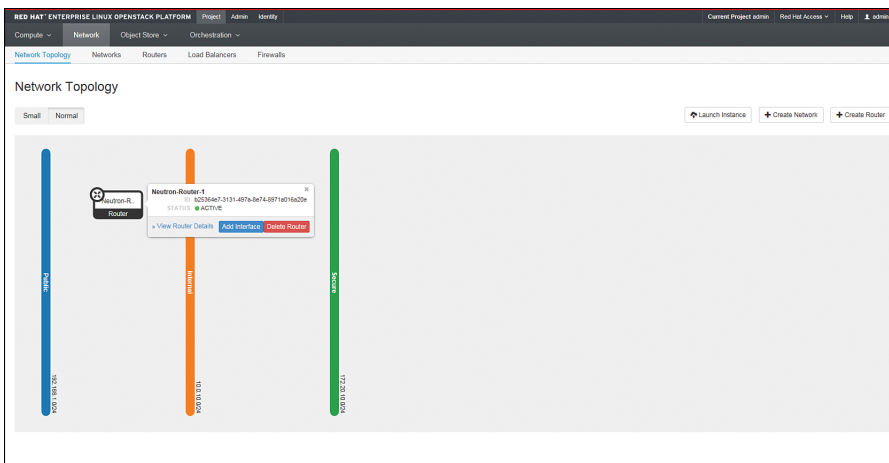 RED HAT® ENTERPRISE LINUX OPENSTACK PLATFORM Project Admin Identity Current Project admin Red Hat Access Help admin
Compute Network Object Store Orchestration
Network Topology Networks Routers Load Balancers Firewalls
Network Topology
Small Normal Launch Instance + Create Network + Create Router
Neutron-R..
Router
Neutron-Router-1 ×
ID b25364e7-3131-497a-8e74-8971a016a20e
STATUS ACTIVE
» View Router Details Add Interface Delete Router
Public
192.168.1.0/24
Internal
10.0.10.0/24
Secure
172.20.10.0/24